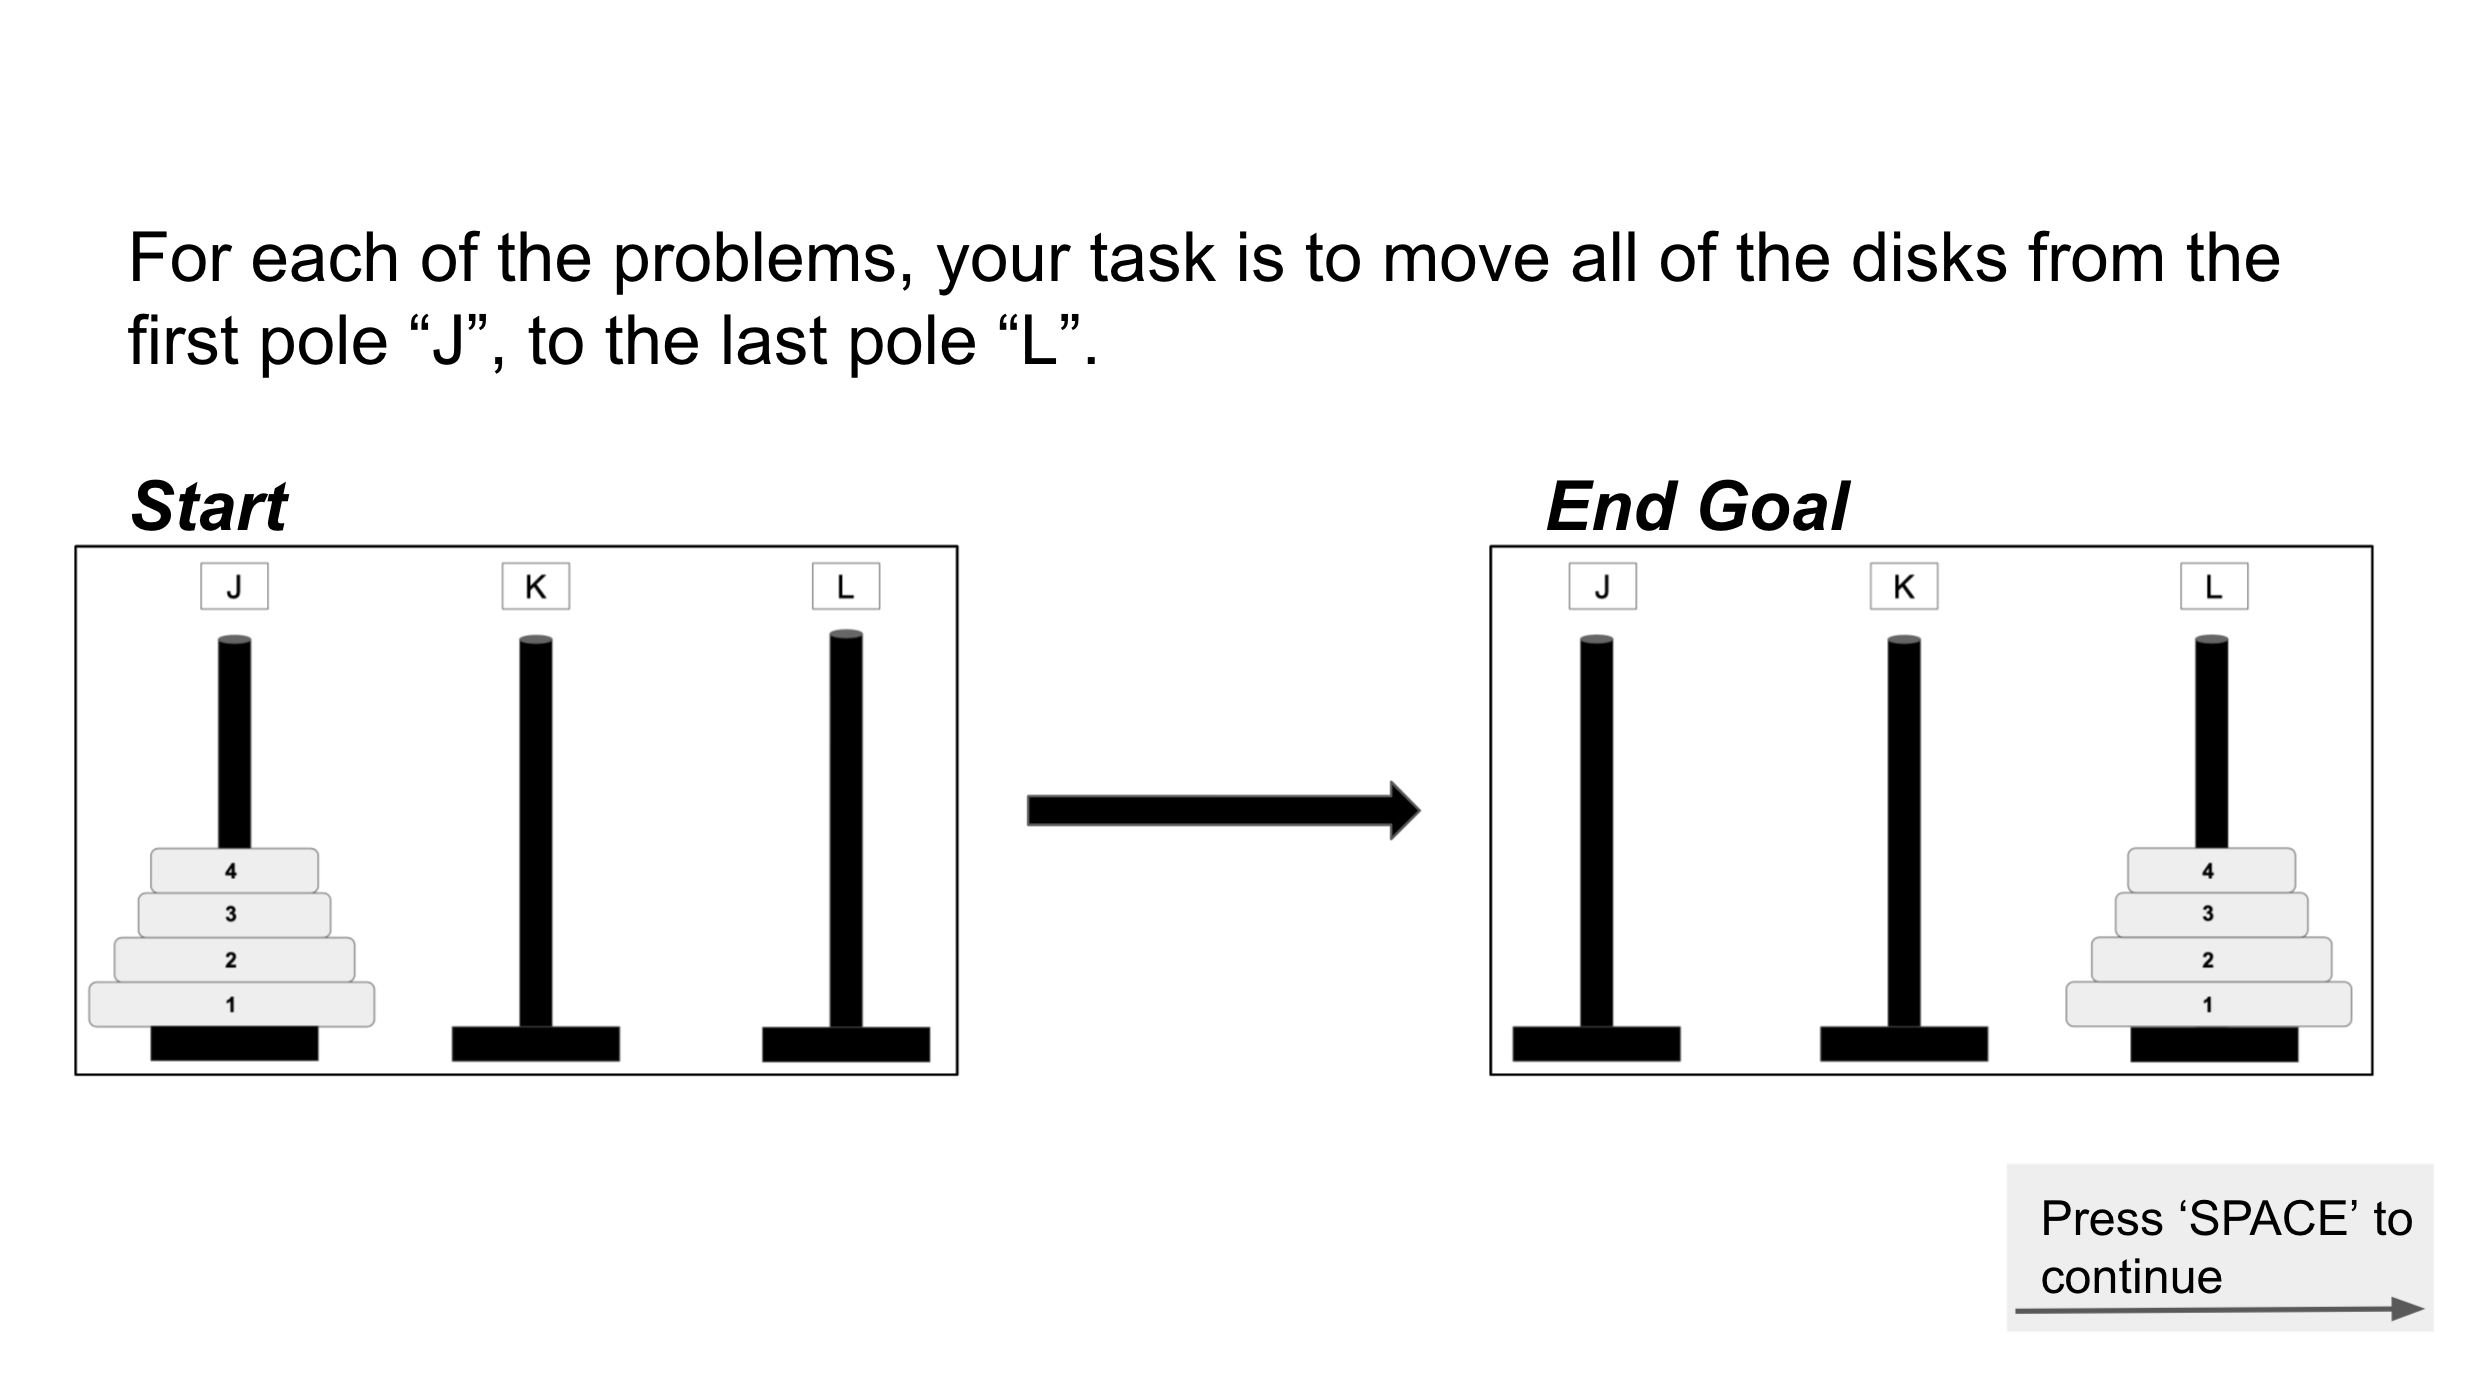 For each of the problems, your task is to move all of the disks from the
first pole “J”, to the last pole “L”.
Start
J K L
4
3
2
1
End Goal
J K L
4
3
2
1
Press ‘SPACE’ to
continue